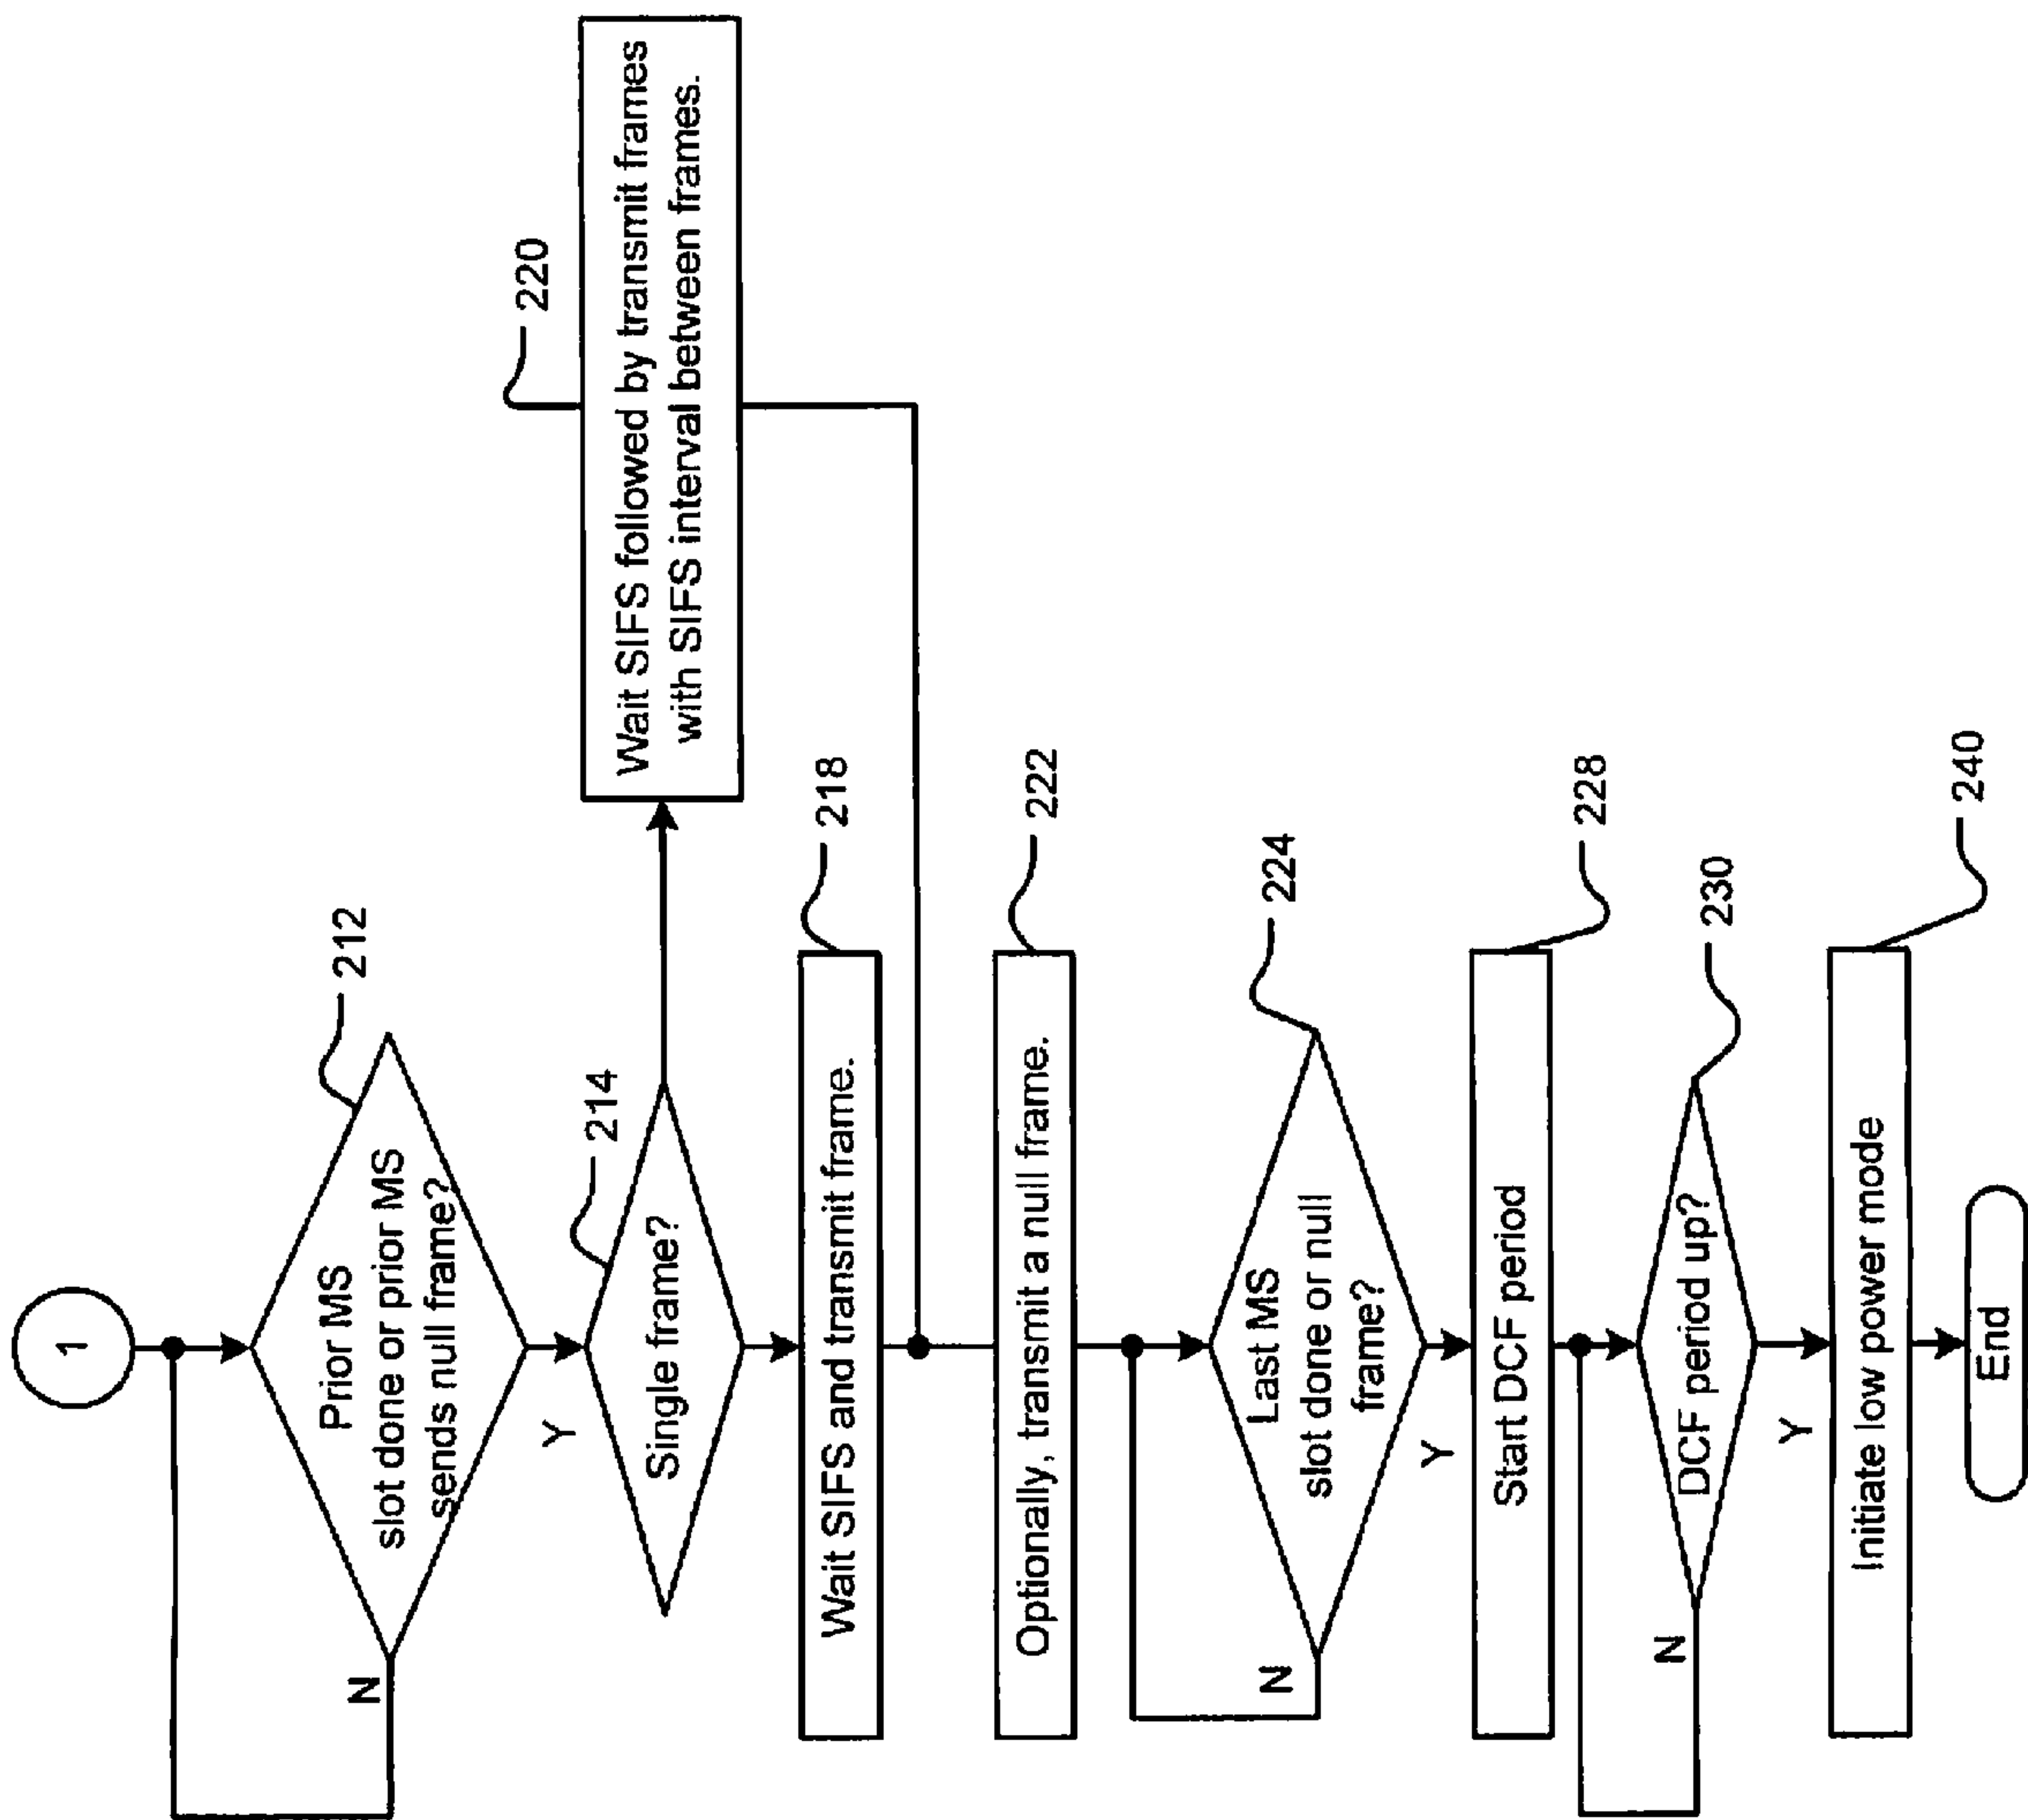 1
212
Prior MS
slot done or prior MS
sends null frame?
N
Y
214
Single frame?
220
Wait SIFS followed by transmit frames
with SIFS interval between frames.
218
Wait SIFS and transmit frame.
222
Optionally, transmit a null frame.
224
Last MS
slot done or null
frame?
N
Y
228
Start DCF period
230
DCF period up?
N
Y
240
Initiate low power mode
End